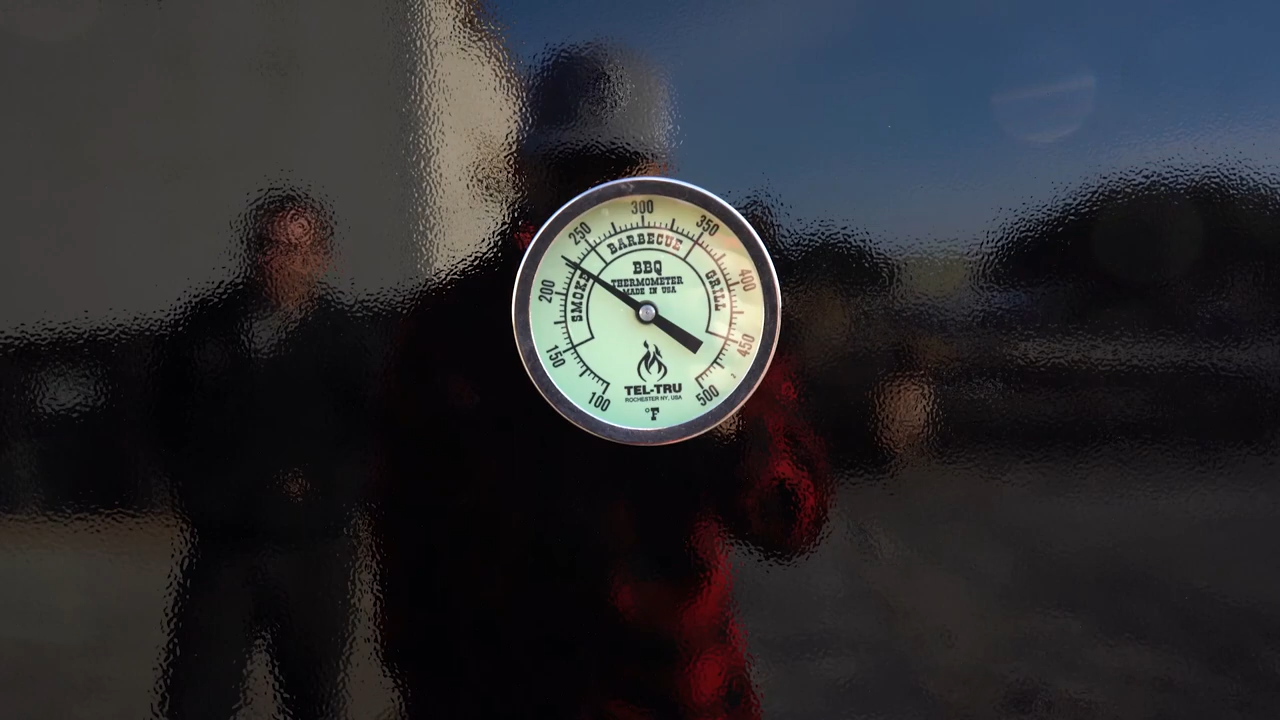 300
250
350
BARBECUE
200
SMOKE
BBQ
THERMOMETER
MADE IN USA
GRILL
400
150
450
TEL-TRU
ROCHESTER NY, USA
100
500
°F